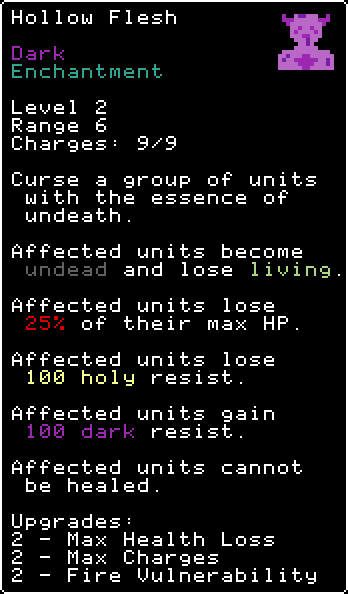 Hollow Flesh
Dark
Enchantment
Level 2
Range 6
Charges: 9/9
Curse a group of units
with the essence of
undeath.
Affected units become
undead and lose living.
Affected units lose
25% of their max HP.
Affected units lose
100 holy resist.
Affected units gain
100 dark resist.
Affected units cannot
be healed.
Upgrades:
2 - Max Health Loss
2 - Max Charges
2 - Fire Vulnerability